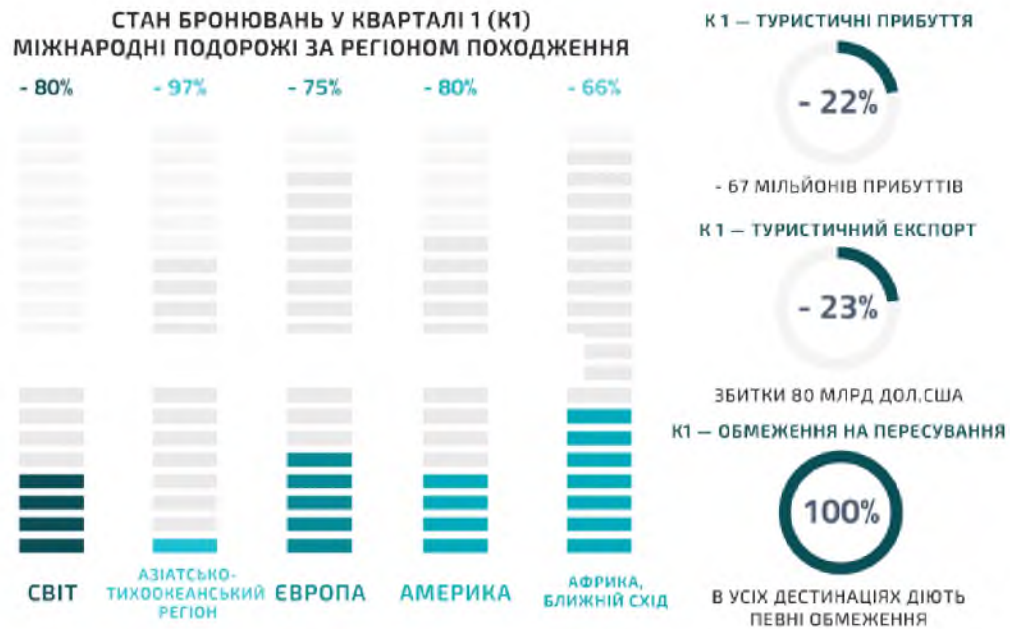 СТАН БРОНЮВАНЬ У КВАРТАЛІ 1 (К1)
МІЖНАРОДНІ ПОДОРОЖІ ЗА РЕГІОНОМ ПОХОДЖЕННЯ
- 80%
- 97%
- 75%
- 80%
- 66%
СВІТ
АЗІАТСЬКО-
ТИХООКЕАНСЬКИЙ
РЕГІОН
ЄВРОПА
АМЕРИКА
АФРИКА,
БЛИЖНІЙ СХІД
К 1 — ТУРИСТИЧНІ ПРИБУТТЯ
- 22%
- 67 МІЛЬЙОНІВ ПРИБУТТІВ
К 1 — ТУРИСТИЧНИЙ ЕКСПОРТ
- 23%
ЗБИТКИ 80 МЛРД ДОЛ.США
К1 — ОБМЕЖЕННЯ НА ПЕРЕСУВАННЯ
100%
В УСІХ ДЕСТИНАЦІЯХ ДІЮТЬ
ПЕВНІ ОБМЕЖЕННЯ